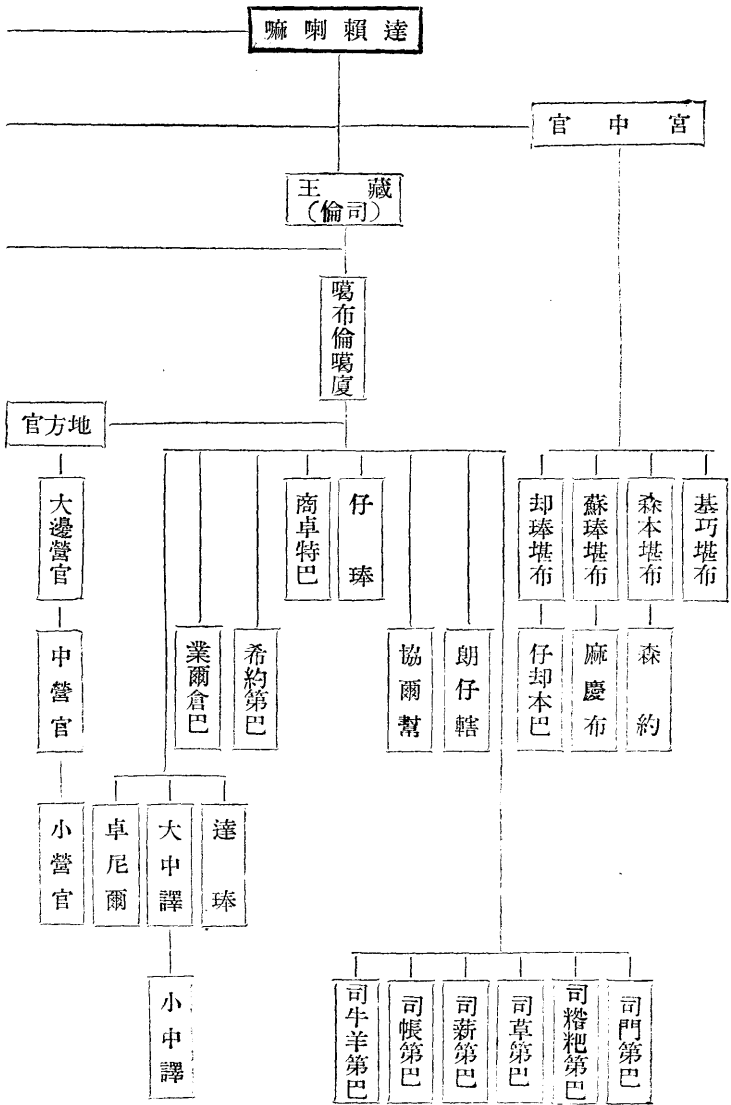 達賴喇嘛
宮中官
藏王
(司倫)
噶布倫噶廈
地方官
基巧堪布
森本堪布
蘇琫堪布
却琫堪布
仔琫
商卓特巴
大邊營官
森約
麻慶布
仔却本巴
朗仔轄
協爾幫
希約第巴
業爾倉巴
中營官
達琫
大中譯
卓尼爾
小營官
司門第巴
司糌粑第巴
司草第巴
司薪第巴
司帳第巴
司牛羊第巴
小中譯